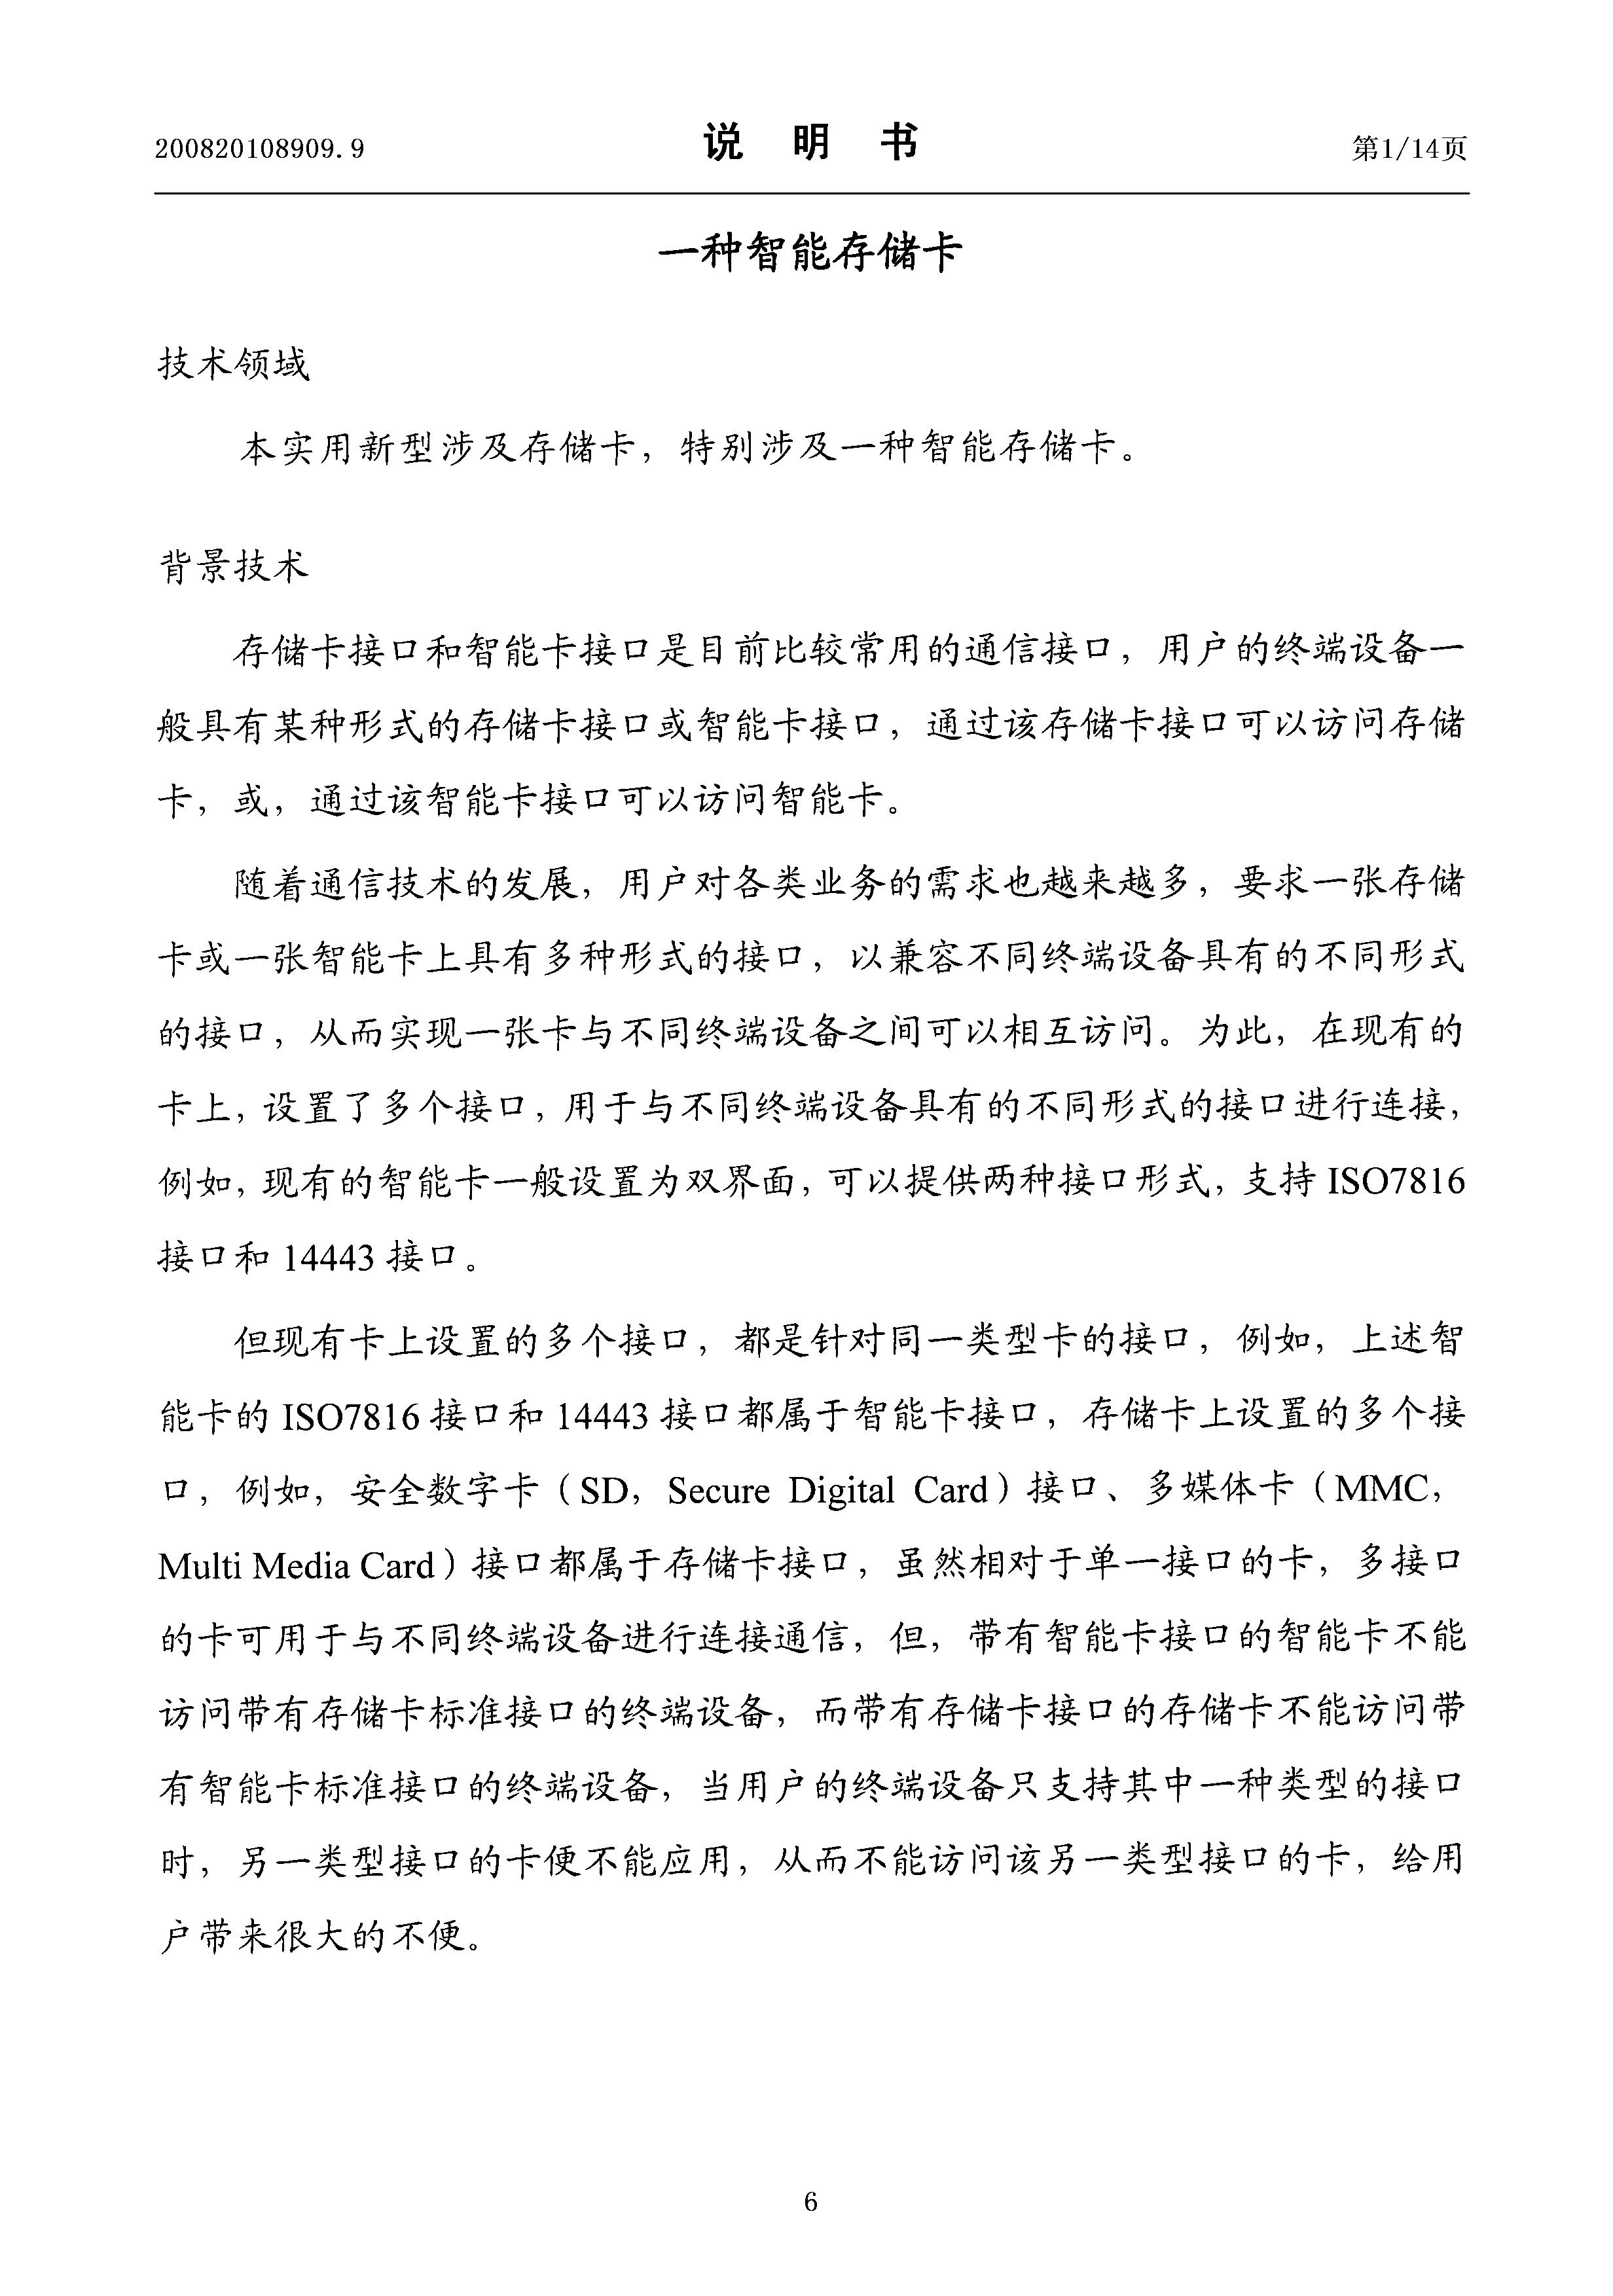 200820108909.9
说 明 书
第1/14页
一种智能存储卡
技术领域
本实用新型涉及存储卡，特别涉及一种智能存储卡。
背景技术
存储卡接口和智能卡接口是目前比较常用的通信接口，用户的终端设备一
般具有某种形式的存储卡接口或智能卡接口，通过该存储卡接口可以访问存储
卡，或，通过该智能卡接口可以访问智能卡。
随着通信技术的发展，用户对各类业务的需求也越来越多，要求一张存储
卡或一张智能卡上具有多种形式的接口，以兼容不同终端设备具有的不同形式
的接口，从而实现一张卡与不同终端设备之间可以相互访问。为此，在现有的
卡上，设置了多个接口，用于与不同终端设备具有的不同形式的接口进行连接，
例如，现有的智能卡一般设置为双界面，可以提供两种接口形式，支持 ISO7816
接口和 14443 接口。
但现有卡上设置的多个接口，都是针对同一类型卡的接口，例如，上述智
能卡的 ISO7816 接口和 14443 接口都属于智能卡接口，存储卡上设置的多个接
口，例如，安全数字卡（SD，Secure Digital Card）接口、多媒体卡（MMC，
Multi Media Card）接口都属于存储卡接口，虽然相对于单一接口的卡，多接口
的卡可用于与不同终端设备进行连接通信，但，带有智能卡接口的智能卡不能
访问带有存储卡标准接口的终端设备，而带有存储卡接口的存储卡不能访问带
有智能卡标准接口的终端设备，当用户的终端设备只支持其中一种类型的接口
时，另一类型接口的卡便不能应用，从而不能访问该另一类型接口的卡，给用
户带来很大的不便。
6